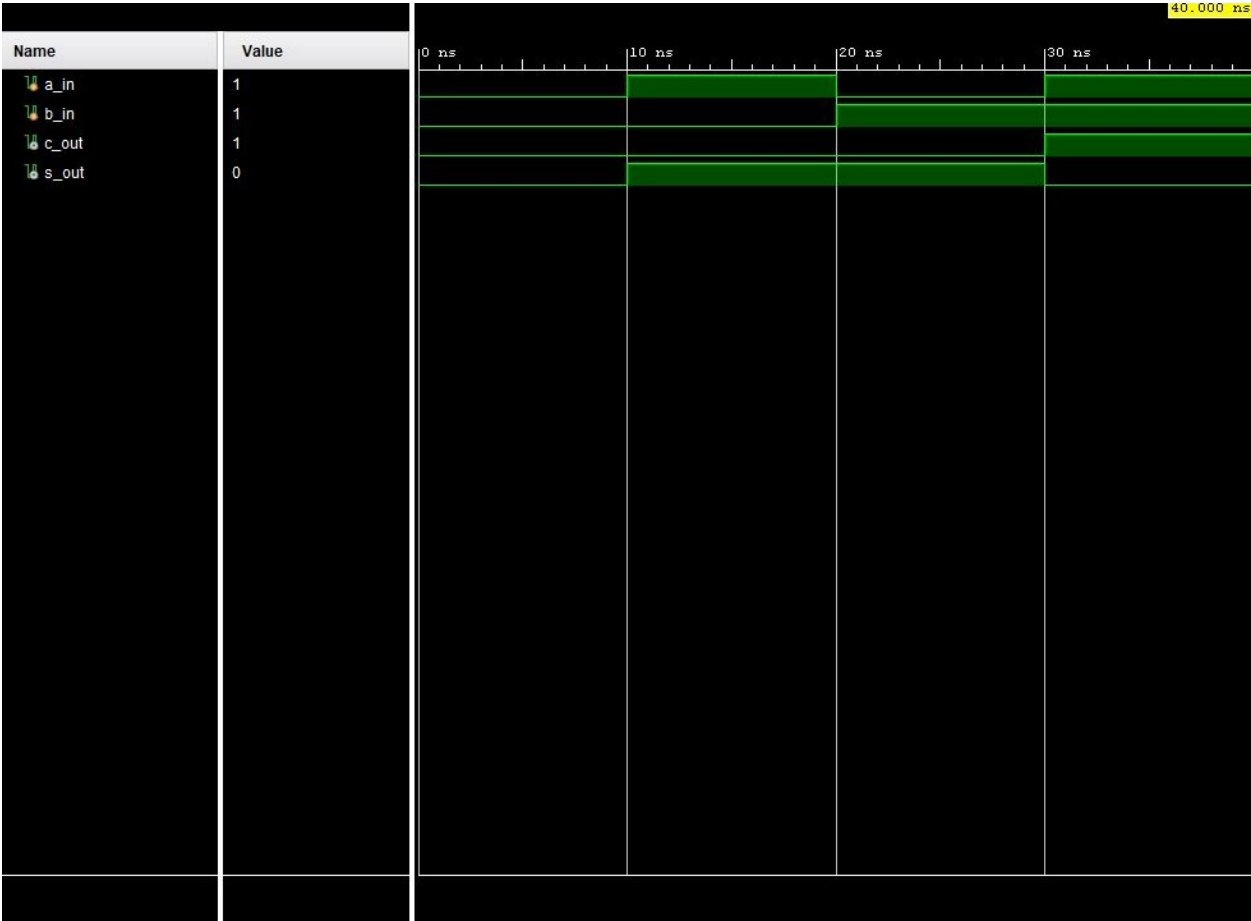 40.000 ns
Name Value 0 ns 10 ns 20 ns 30 ns
a_in 1
b_in 1
c_out 1
s_out 0